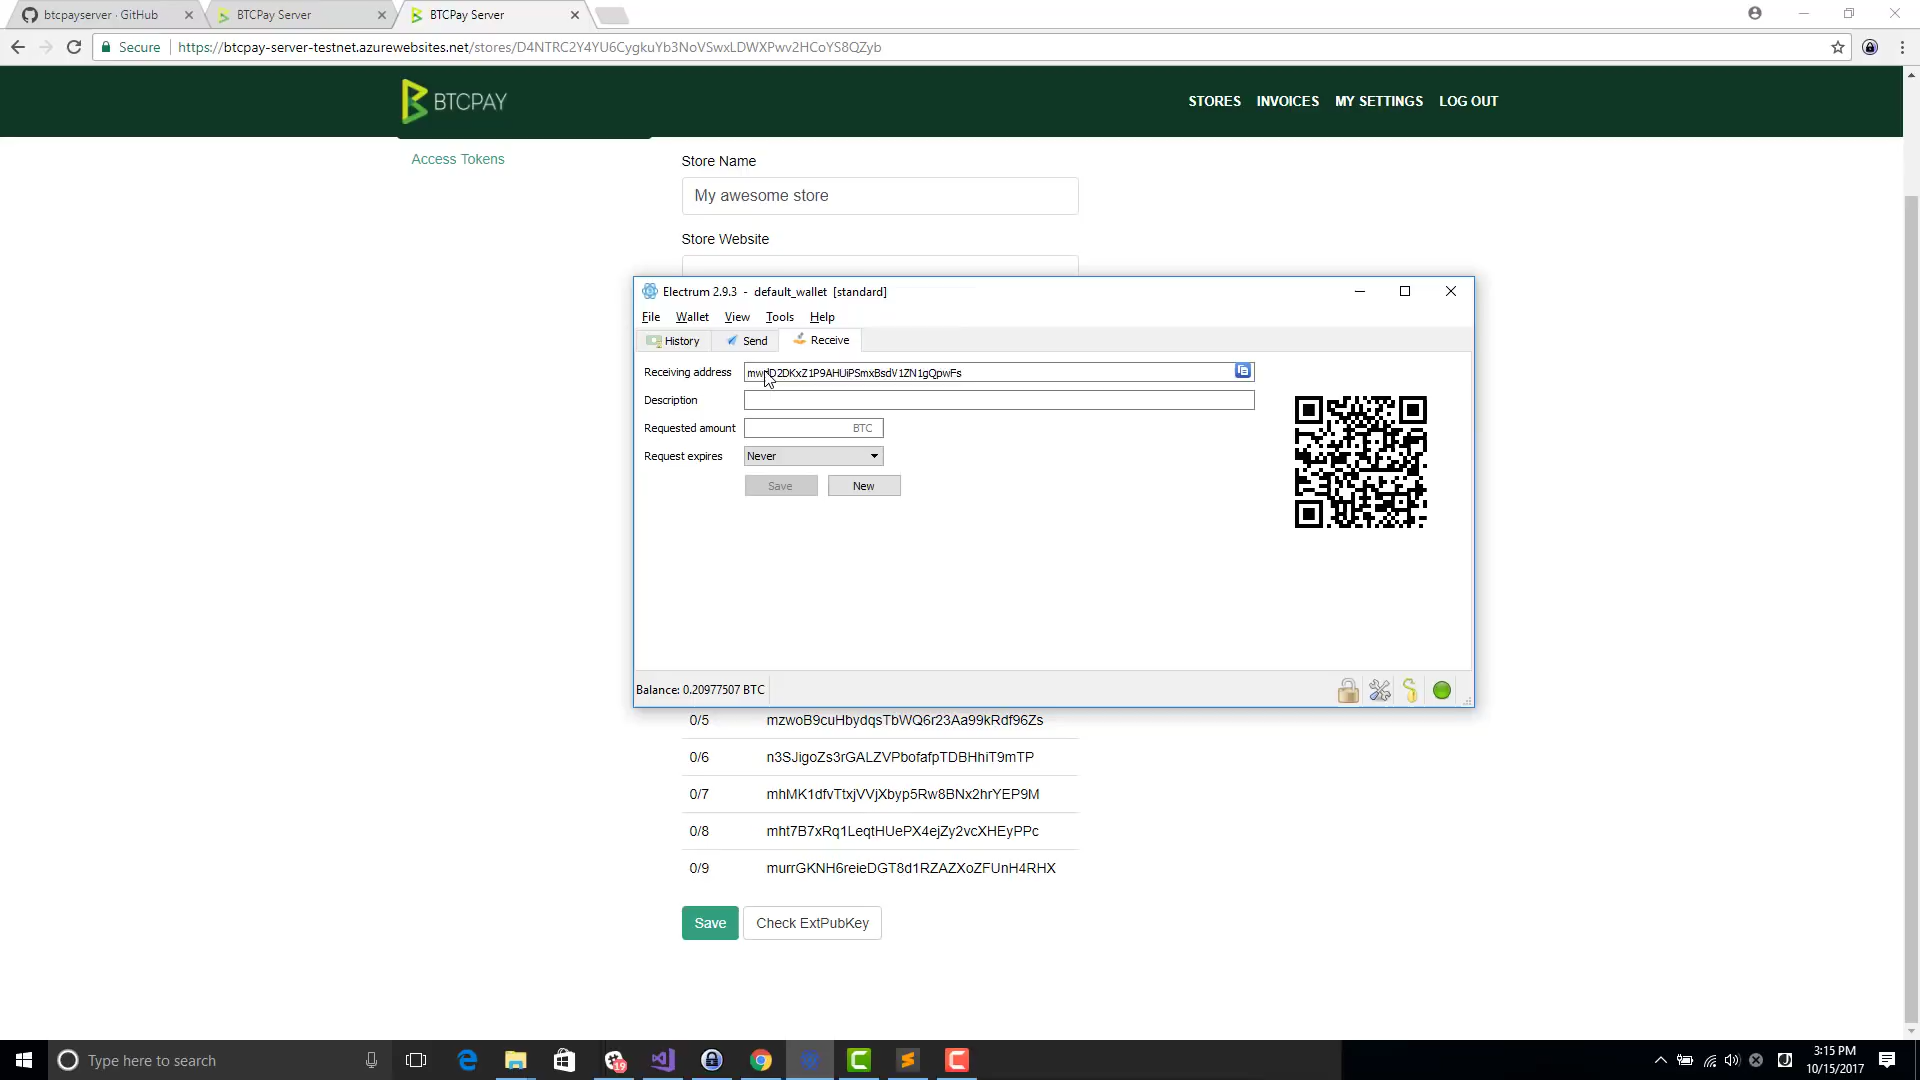 btcpayserver · GitHub
BTCPay Server
BTCPay Server
Secure
https://btcpay-server-testnet.azurewebsites.net/stores/D4NTRC2Y4YU6CygkuYb3NoVSwxLDWXPwv2HCoYS8QZyb
BTCPAY
STORES INVOICES MY SETTINGS LOG OUT
Access Tokens
Store Name
My awesome store
Store Website
Electrum 2.9.3 - default_wallet [standard]
File Wallet View Tools Help
History Send Receive
Receiving address
Description
Requested amount BTC
Request expires Never
Save New
Balance: 0.20977507 BTC
0/5 mzwoB9cuHbydqsTbWQ6r23Aa99kRdf96Zs
0/6 n3SJigoZs3rGALZVPbofafpTDBHhiT9mTP
0/7 mhMK1dfvTtxjVVjXbyp5Rw8BNx2hrYEP9M
0/8 mht7B7xRq1LeqtHUePX4ejZy2vcXHEyPPc
0/9 murrGKNH6reieDGT8d1RZAZXoZFUnH4RHX
Save Check ExtPubKey
Type here to search
19
3:15 PM
10/15/2017